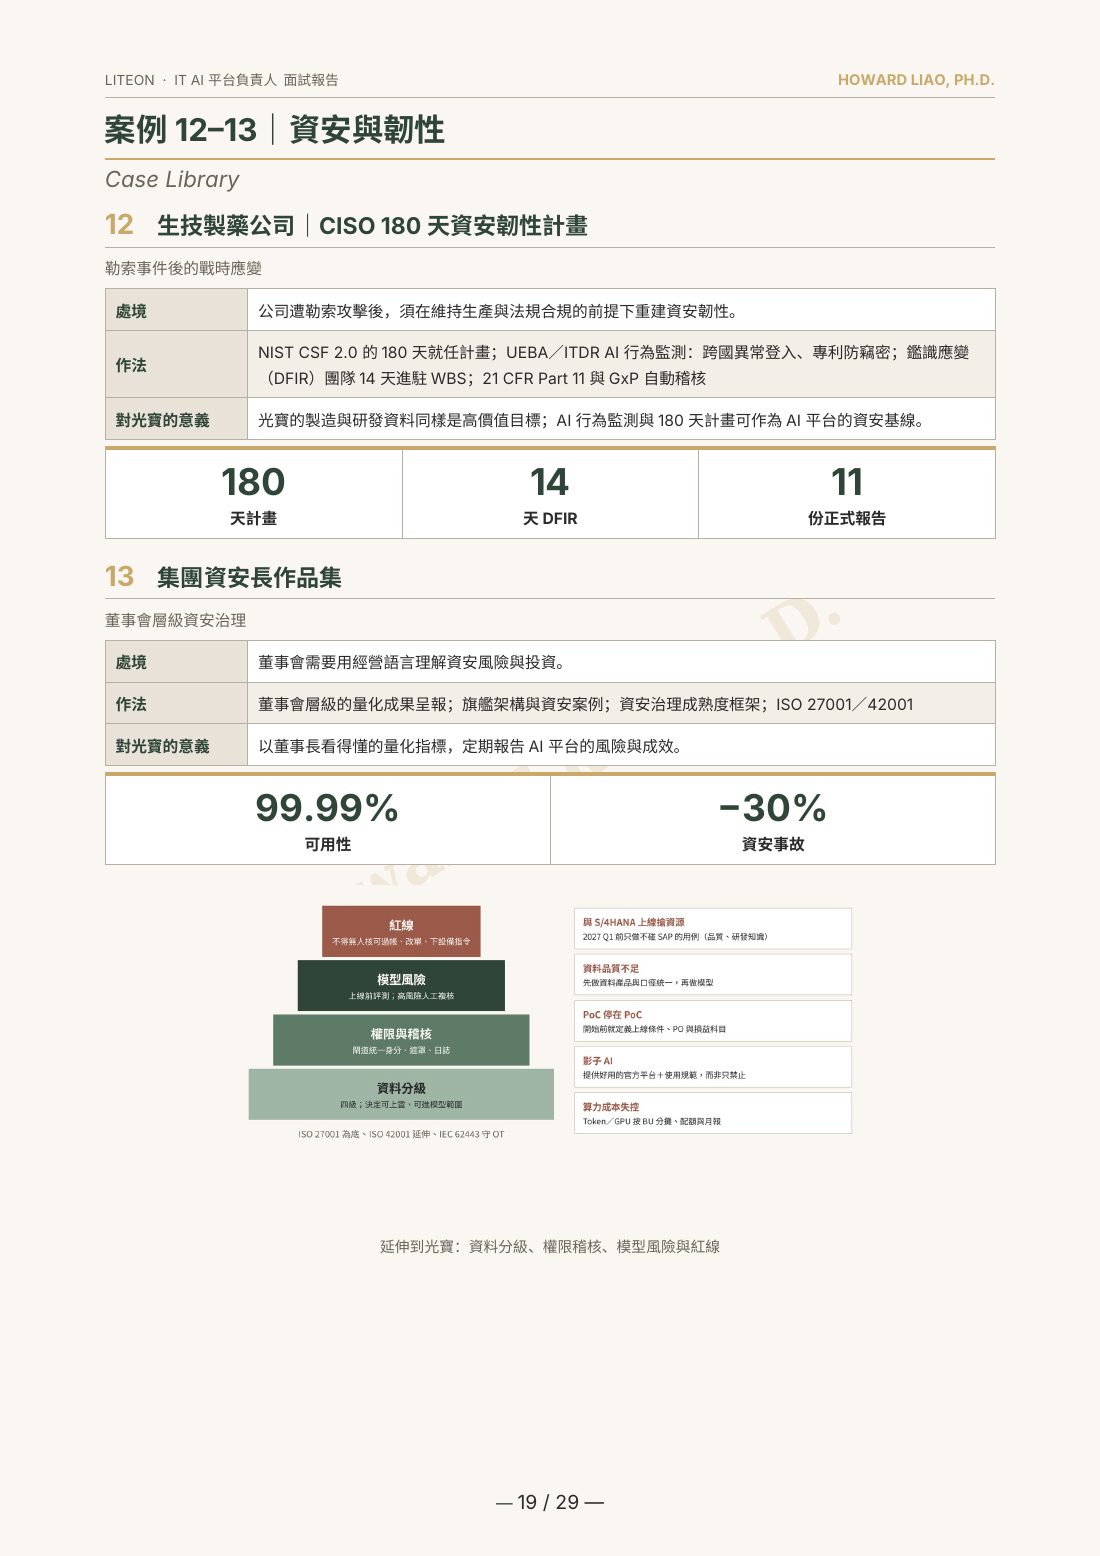 LITEON · IT AI 平台負責人 面試報告
HOWARD LIAO, PH.D.
案例 12–13｜資安與韌性
Case Library
12 生技製藥公司｜CISO 180 天資安韌性計畫
勒索事件後的戰時應變
處境 公司遭勒索攻擊後，須在維持生產與法規合規的前提下重建資安韌性。
作法 NIST CSF 2.0 的 180 天就任計畫；UEBA／ITDR AI 行為監測：跨國異常登入、專利防竊密；鑑識應變
（DFIR）團隊 14 天進駐 WBS；21 CFR Part 11 與 GxP 自動稽核
對光寶的意義 光寶的製造與研發資料同樣是高價值目標；AI 行為監測與 180 天計畫可作為 AI 平台的資安基線。
180 14 11
天計畫 天 DFIR 份正式報告
13 集團資安長作品集
董事會層級資安治理
D.
處境 董事會需要用經營語言理解資安風險與投資。
作法 董事會層級的量化成果呈報；旗艦架構與資安案例；資安治理成熟度框架；ISO 27001／42001
對光寶的意義 以董事長看得懂的量化指標，定期報告 AI 平台的風險與成效。
99.99% −30%
可用性 資安事故
紅線
不得無人核可過帳、改單、下設備指令
模型風險
上線前評測；高風險人工複核
權限與稽核
閘道統一身分、遮罩、日誌
資料分級
四級；決定可上雲、可進模型範圍
ISO 27001 為底、ISO 42001 延伸、IEC 62443 守 OT
與 S/4HANA 上線搶資源
2027 Q1 前只做不碰 SAP 的用例（品質、研發知識）
資料品質不足
先做資料產品與口徑統一，再做模型
PoC 停在 PoC
開始前就定義上線條件、PO 與損益科目
影子 AI
提供好用的官方平台＋使用規範，而非只禁止
算力成本失控
Token／GPU 按 BU 分攤、配額與月報
延伸到光寶：資料分級、權限稽核、模型風險與紅線
— 19 / 29 —